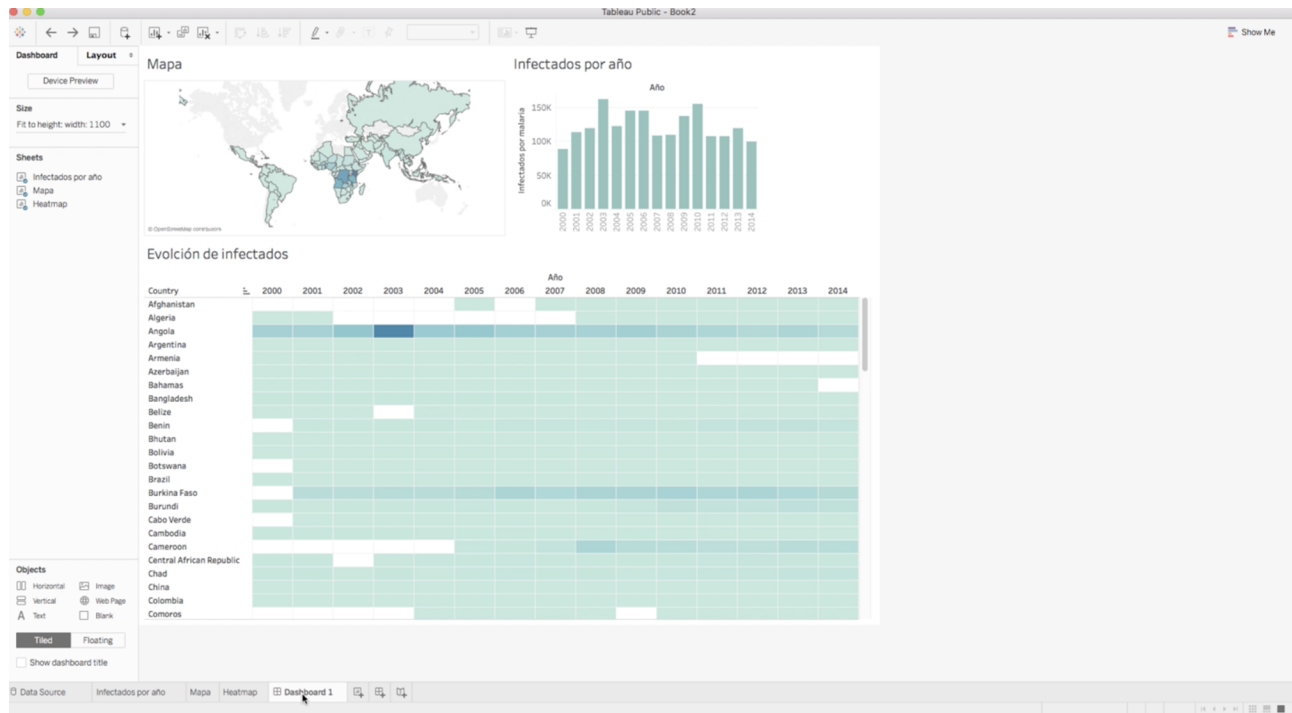 Tableau Public - Book2
Show Me
Dashboard Layout
Device Preview
Size
Fit to height: width: 1100
Sheets
Infectados por año
Mapa
Heatmap
Objects
Horizontal Image
Vertical Web Page
A Text Blank
Tiled Floating
Show dashboard title
Mapa
© OpenStreetMap contributors
Infectados por año
Año
Infectados por malaria
150K
100K
50K
0K
2000 2001 2002 2003 2004 2005 2006 2007 2008 2009 2010 2011 2012 2013 2014
Evolción de infectados
Año
Country 2000 2001 2002 2003 2004 2005 2006 2007 2008 2009 2010 2011 2012 2013 2014
Afghanistan
Algeria
Angola
Argentina
Armenia
Azerbaijan
Bahamas
Bangladesh
Belize
Benin
Bhutan
Bolivia
Botswana
Brazil
Burkina Faso
Burundi
Cabo Verde
Cambodia
Cameroon
Central African Republic
Chad
China
Colombia
Comoros
Data Source Infectados por año Mapa Heatmap Dashboard 1